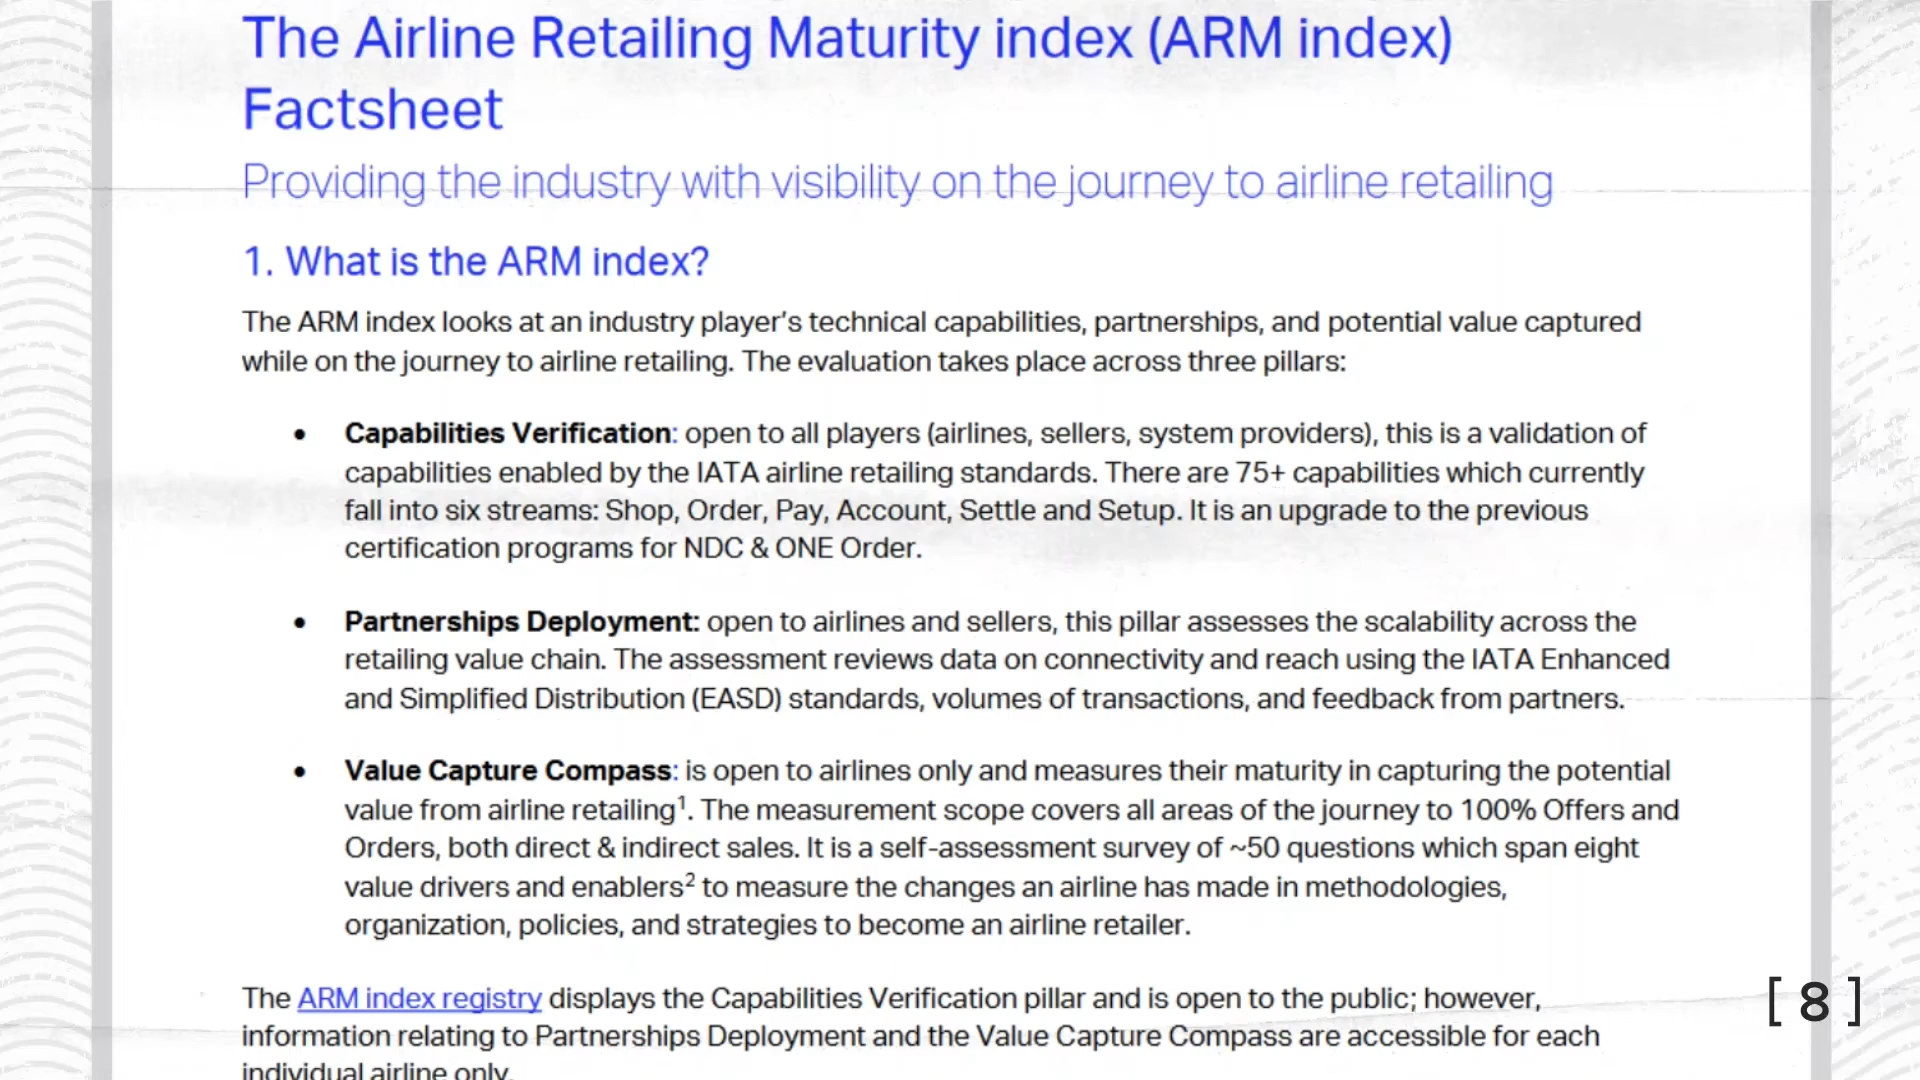 The Airline Retailing Maturity index (ARM index)
Factsheet
Providing the industry with visibility on the journey to airline retailing
1. What is the ARM index?
The ARM index looks at an industry player’s technical capabilities, partnerships, and potential value captured
while on the journey to airline retailing. The evaluation takes place across three pillars:
• Capabilities Verification: open to all players (airlines, sellers, system providers), this is a validation of
capabilities enabled by the IATA airline retailing standards. There are 75+ capabilities which currently
fall into six streams: Shop, Order, Pay, Account, Settle and Setup. It is an upgrade to the previous
certification programs for NDC & ONE Order.
• Partnerships Deployment: open to airlines and sellers, this pillar assesses the scalability across the
retailing value chain. The assessment reviews data on connectivity and reach using the IATA Enhanced
and Simplified Distribution (EASD) standards, volumes of transactions, and feedback from partners.
• Value Capture Compass: is open to airlines only and measures their maturity in capturing the potential
value from airline retailing¹. The measurement scope covers all areas of the journey to 100% Offers and
Orders, both direct & indirect sales. It is a self-assessment survey of ~50 questions which span eight
value drivers and enablers² to measure the changes an airline has made in methodologies,
organization, policies, and strategies to become an airline retailer.
The ARM index registry displays the Capabilities Verification pillar and is open to the public; however,
information relating to Partnerships Deployment and the Value Capture Compass are accessible for each
individual airline only.
[ 8 ]